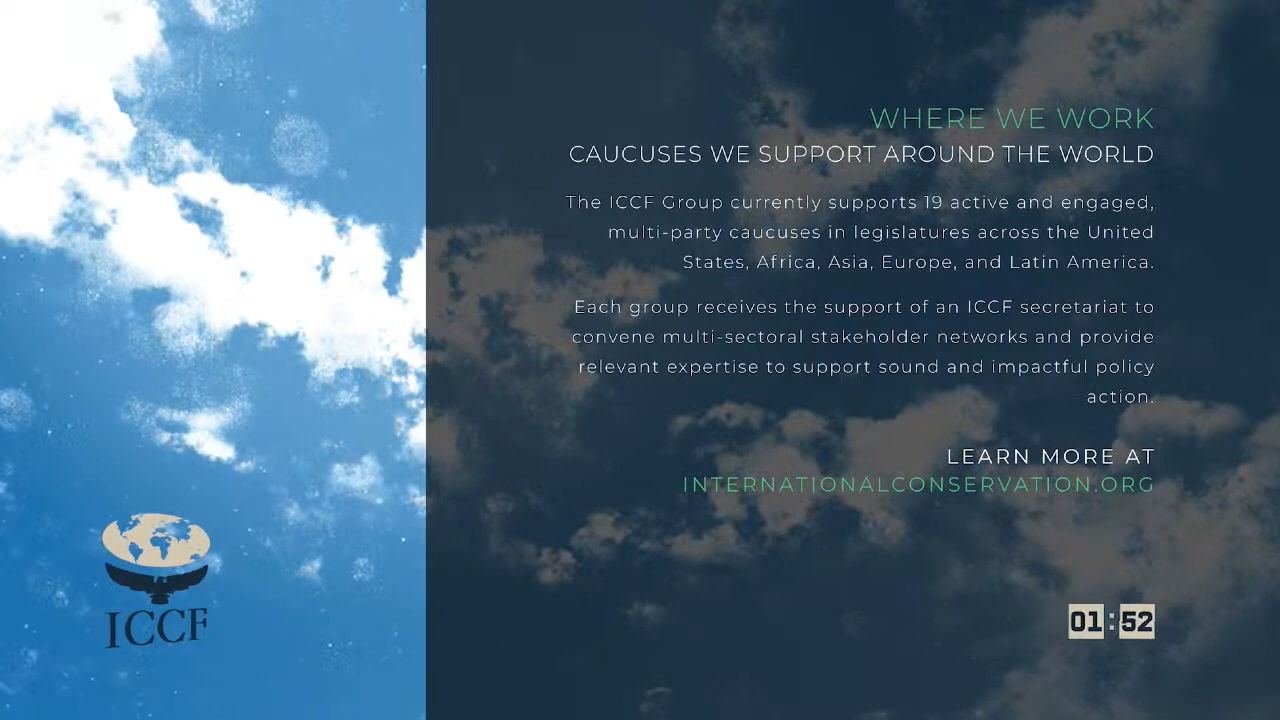 WHERE WE WORK
CAUCUSES WE SUPPORT AROUND THE WORLD
The ICCF Group currently supports 19 active and engaged,
multi-party caucuses in legislatures across the United
States, Africa, Asia, Europe, and Latin America.
Each group receives the support of an ICCF secretariat to
convene multi-sectoral stakeholder networks and provide
relevant expertise to support sound and impactful policy
action.
LEARN MORE AT
INTERNATIONALCONSERVATION.ORG
ICCF
01:52